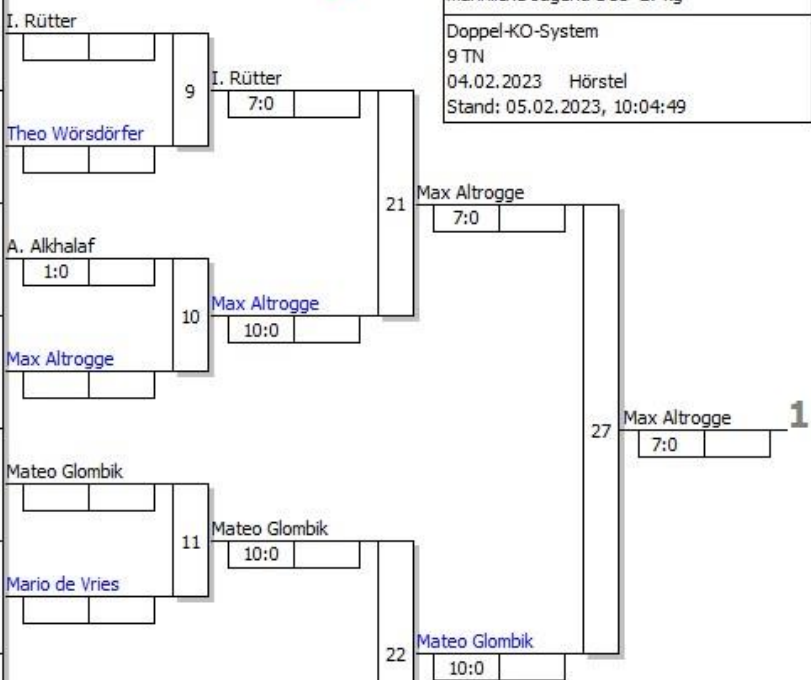 I. Rütter
Doppel-KO-System
9 TN
04.02.2023 Hörstel
Stand: 05.02.2023, 10:04:49
9
I. Rütter
7:0
Theo Wörsdörfer
21
Max Altrogge
7:0
A. Alkhalaf
1:0
10
Max Altrogge
10:0
Max Altrogge
27
Max Altrogge
1
7:0
Mateo Glombik
11
Mateo Glombik
10:0
Mario de Vries
22
Mateo Glombik
10:0